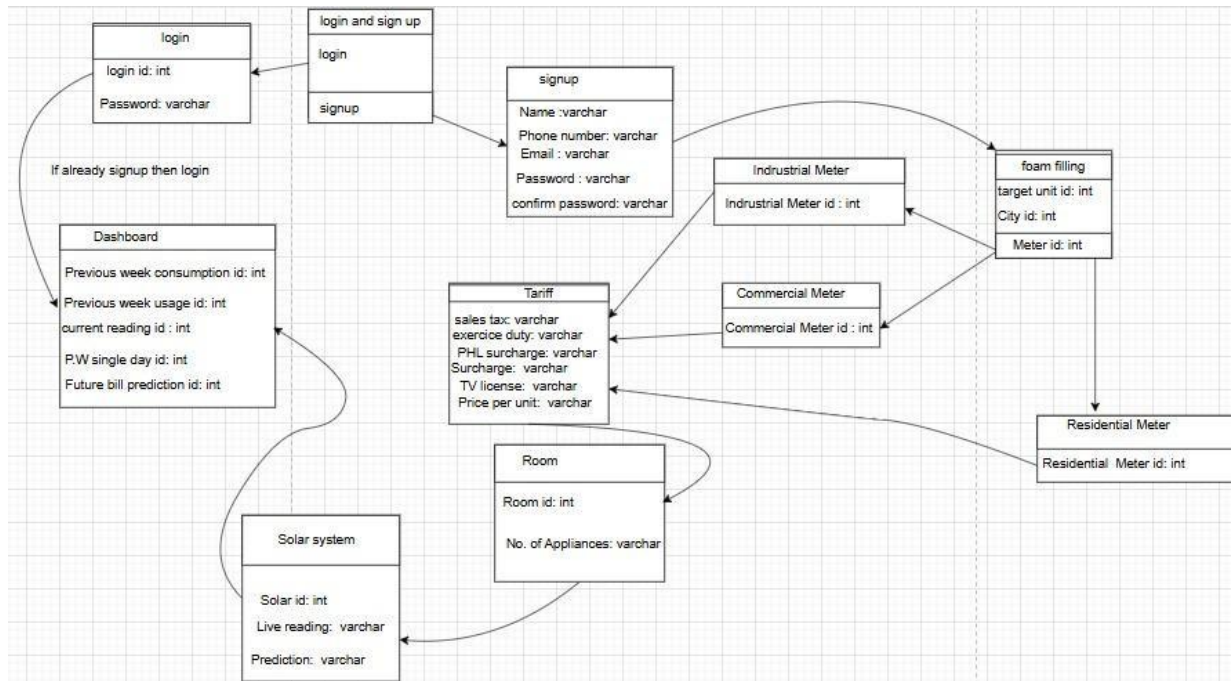 login and sign up
login
signup
login
login id: int
Password: varchar
signup
Name :varchar
Phone number: varchar
Email : varchar
Password : varchar
confirm password: varchar
If already signup then login
foam filling
target unit id: int
City id: int
Meter id: int
Indrustrial Meter
Indrustrial Meter id : int
Commercial Meter
Commercial Meter id : int
Residential Meter
Residential Meter id: int
Dashboard
Previous week consumption id: int
Previous week usage id: int
current reading id : int
P.W single day id: int
Future bill prediction id: int
Tariff
sales tax: varchar
exercice duty: varchar
PHL surcharge: varchar
Surcharge: varchar
TV license: varchar
Price per unit: varchar
Room
Room id: int
No. of Appliances: varchar
Solar system
Solar id: int
Live reading: varchar
Prediction: varchar